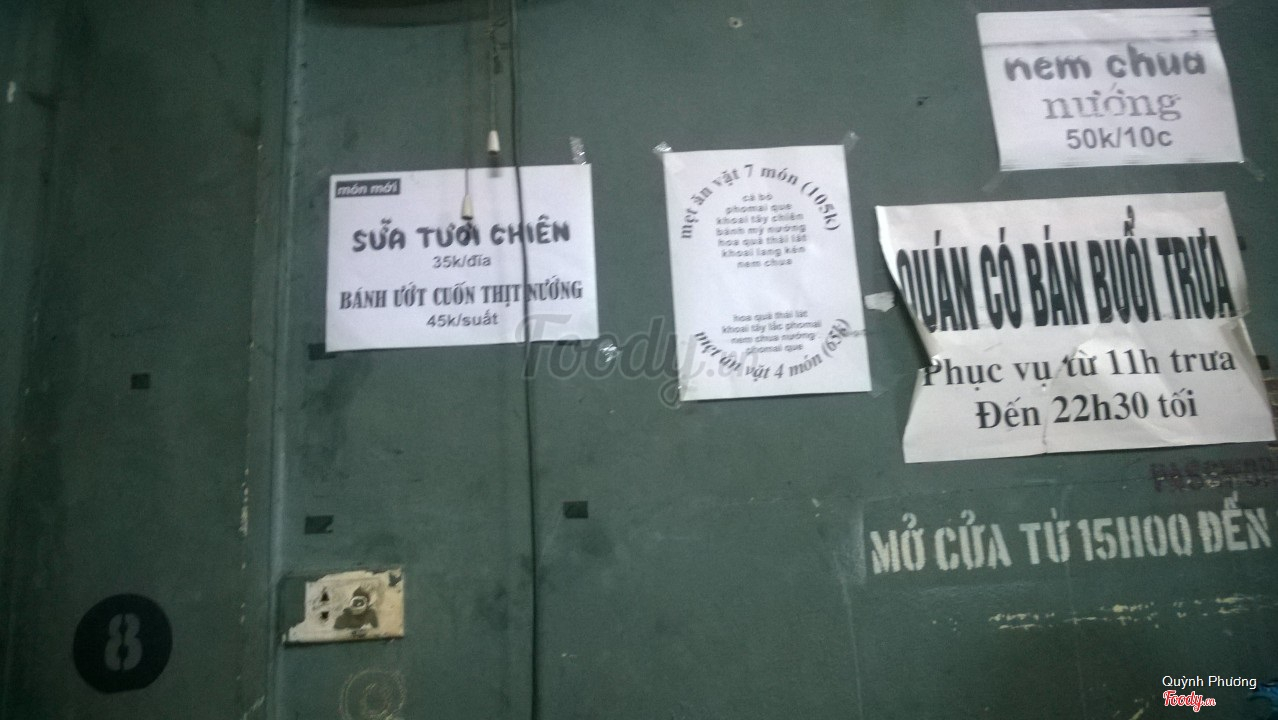 món mới
SỮA TƯƠI CHIÊN
35k/đĩa
BÁNH ƯỚT CUỐN THỊT NƯỚNG
45k/suất
mẹt ăn vặt 7 món (105k)
cá bò
phomai que
khoai tây chiên
bánh mỳ nướng
hoa quả thái lát
khoai lang kén
nem chua
hoa quả thái lát
khoai tây lắc phomai
nem chua nướng
phomai que
mẹt ăn vặt 4 món (65k)
nem chua
nướng
50k/10c
QUÁN CÓ BÁN BUỔI TRƯA
Phục vụ từ 11h trưa
Đến 22h30 tối
MỞ CỬA TỪ 15H00 ĐẾN
8
Foody.vn
Quỳnh Phương
Foody.vn